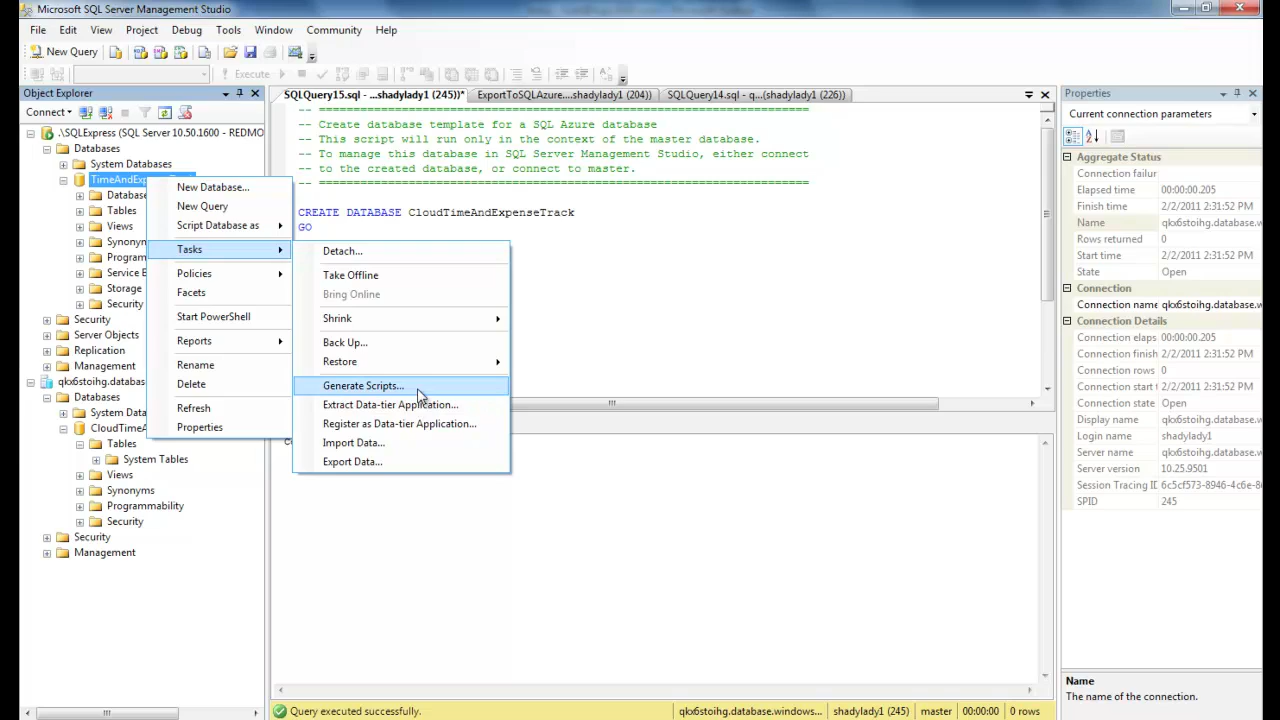 Microsoft SQL Server Management Studio
File Edit View Project Debug Tools Window Community Help
New Query
Execute
Object Explorer
Connect
.\SQLExpress (SQL Server 10.50.1600 - REDMO
Databases
System Databases
TimeAndExp
Database
Tables
Views
Synonym
Program
Service E
Storage
Security
Security
Server Objects
Replication
Management
qkx6stoihg.databas
Databases
System Data
CloudTimeA
Tables
System Tables
Views
Synonyms
Programmability
Security
Security
Management
New Database...
New Query
Script Database as
Tasks
Policies
Facets
Start PowerShell
Reports
Rename
Delete
Refresh
Properties
Detach...
Take Offline
Bring Online
Shrink
Back Up...
Restore
Generate Scripts...
Extract Data-tier Application...
Register as Data-tier Application...
Import Data...
Export Data...
SQLQuery15.sql - ...shadylady1 (245))* ExportToSQLAzure....shadylady1 (204)) SQLQuery14.sql - q...(shadylady1 (226))
-- ===============================================
-- Create database template for a SQL Azure database
-- This script will run only in the context of the master database.
-- To manage this database in SQL Server Management Studio, either connect
-- to the created database, or connect to master.
-- ===============================================
CREATE DATABASE CloudTimeAndExpenseTrack
GO
Query executed successfully.
qkx6stoihg.database.windows... shadylady1 (245) master 00:00:00 0 rows
Properties
Current connection parameters
Aggregate Status
Connection failur
Elapsed time 00:00:00.205
Finish time 2/2/2011 2:31:52 PM
Name qkx6stoihg.database.w
Rows returned 0
Start time 2/2/2011 2:31:52 PM
State Open
Connection
Connection name qkx6stoihg.database.w
Connection Details
Connection elaps 00:00:00.205
Connection finish 2/2/2011 2:31:52 PM
Connection rows 0
Connection start t 2/2/2011 2:31:52 PM
Connection state Open
Display name qkx6stoihg.database.w
Login name shadylady1
Server name qkx6stoihg.database.w
Server version 10.25.9501
Session Tracing ID 6c5cf573-8946-4c6e-8
SPID 245
Name
The name of the connection.